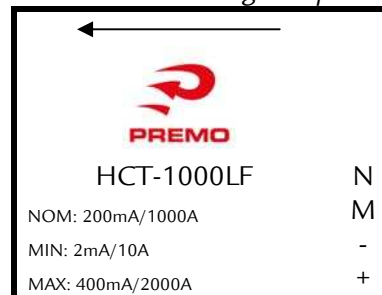 PREMO
HCT-1000LF N
NOM: 200mA/1000A M
MIN: 2mA/10A -
MAX: 400mA/2000A +